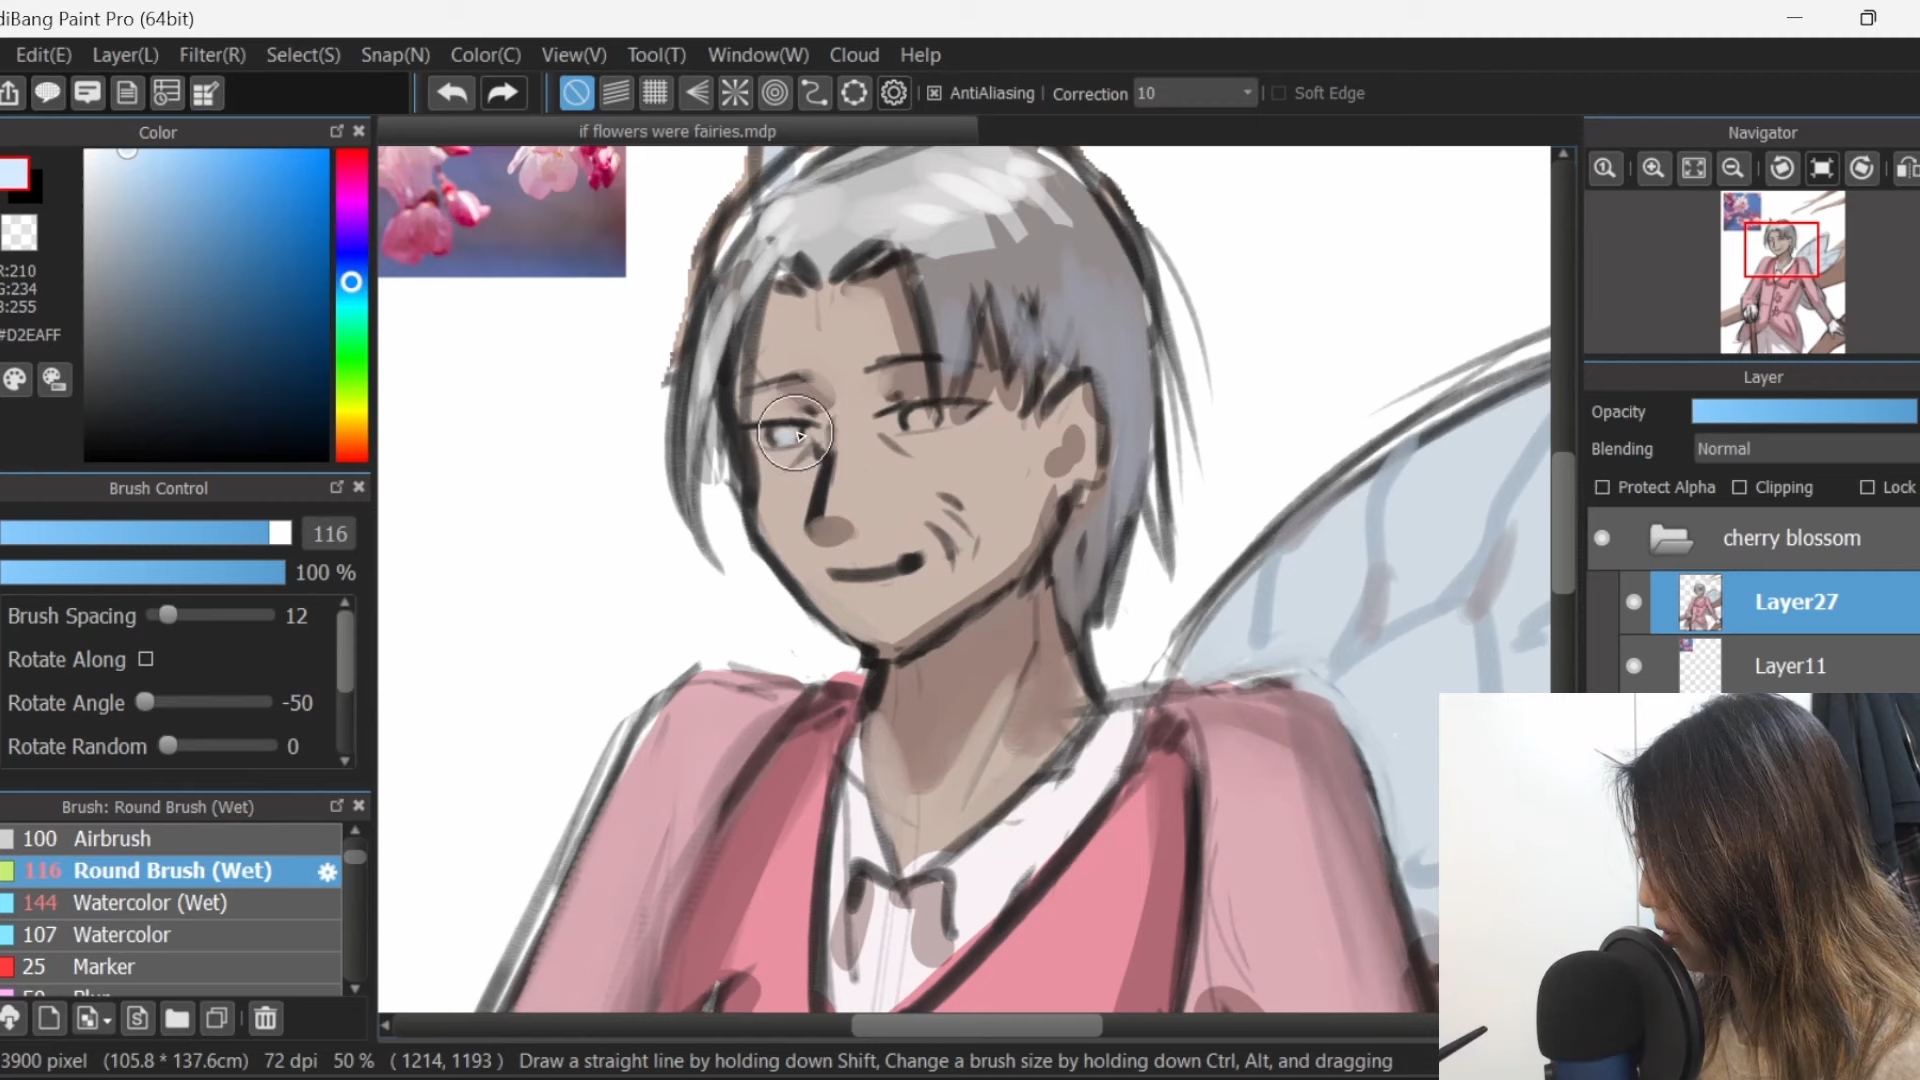 diBang Paint Pro (64bit)
Edit(E) Layer(L) Filter(R) Select(S) Snap(N) Color(C) View(V) Tool(T) Window(W) Cloud Help
AntiAliasing Correction 10 Soft Edge
Color
if flowers were fairies.mdp
Navigator
R:210
G:234
B:255
#D2EAFF
Layer
Opacity
Blending Normal
Protect Alpha Clipping Lock
Brush Control
116
100 %
Brush Spacing 12
Rotate Along
Rotate Angle -50
Rotate Random 0
cherry blossom
Layer27
Layer11
Brush: Round Brush (Wet)
100 Airbrush
116 Round Brush (Wet)
144 Watercolor (Wet)
107 Watercolor
25 Marker
3900 pixel (105.8 * 137.6cm) 72 dpi 50 % ( 1214, 1193 ) Draw a straight line by holding down Shift, Change a brush size by holding down Ctrl, Alt, and dragging